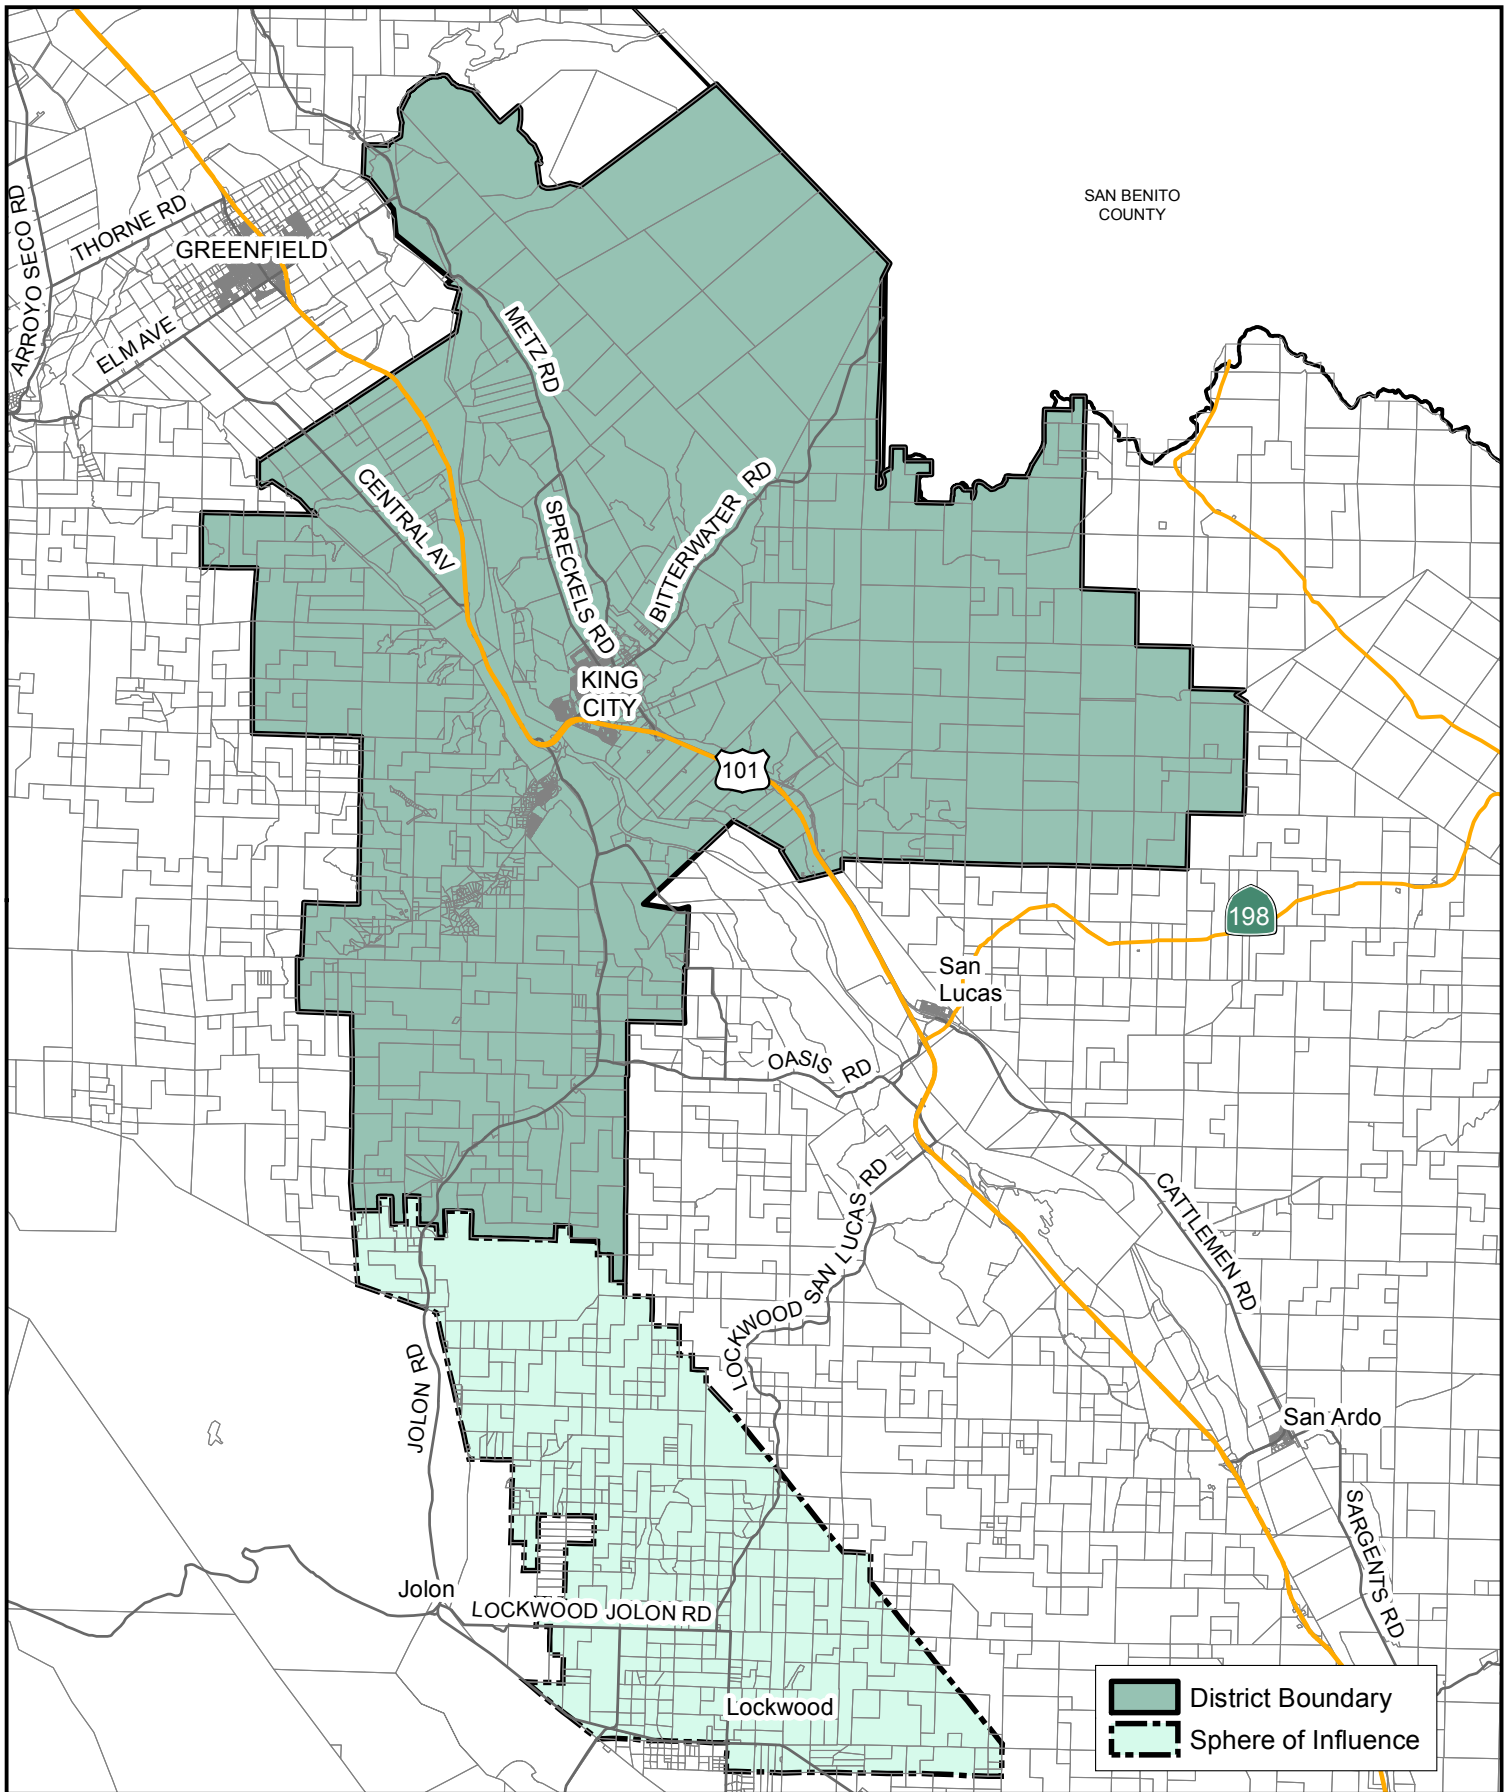 SAN BENITO
COUNTY
ARROYO SECO RD
THORNE RD
GREENFIELD
ELM AVE
METZ RD
CENTRAL AV
SPRECKELS RD
BITTERWATER RD
KING
CITY
101
198
San
Lucas
OASIS RD
LOCKWOOD SAN LUCAS RD
CATTLEMEN RD
JOLON RD
San Ardo
SARGENTS RD
Jolon
LOCKWOOD JOLON RD
Lockwood
District Boundary
Sphere of Influence